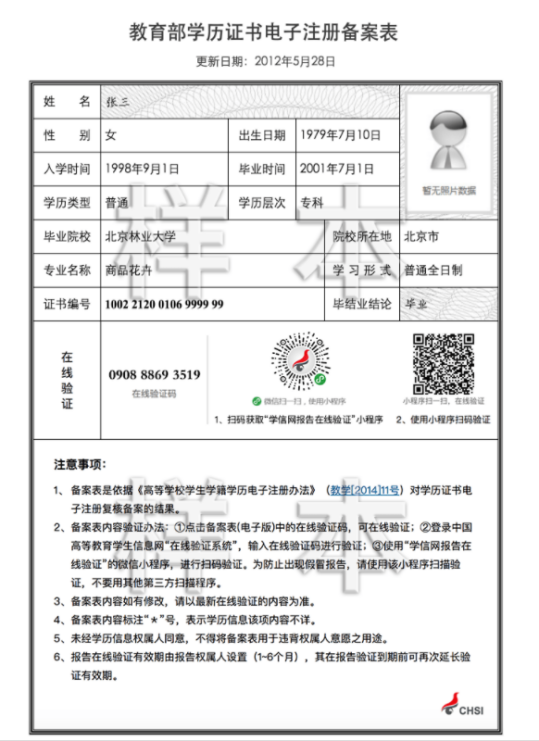 教育部学历证书电子注册备案表
更新日期：2012年5月28日
姓 名 张三
性 别 女 出生日期 1979年7月10日
入学时间 1998年9月1日 毕业时间 2001年7月1日
暂无照片数据
学历类型 普通 学历层次 专科
毕业院校 北京林业大学 院校所在地 北京市
专业名称 商品花卉 学习形式 普通全日制
证书编号 1002 2120 0106 9999 99 毕结业结论 毕业
样本
在线验证
0908 8869 3519
在线验证码
微信扫一扫，使用小程序
小程序扫一扫，在线验证
1、扫码获取“学信网报告在线验证”小程序 2、使用小程序扫码验证
注意事项：
1、备案表是依据《高等学校学生学籍学历电子注册办法》（教学[2014]11号）对学历证书电
子注册复核备案的结果。
2、备案表内容验证办法：①点击备案表(电子版)中的在线验证码，可在线验证；②登录中国
高等教育学生信息网“在线验证系统”，输入在线验证码进行验证；③使用“学信网报告在
线验证”的微信小程序，进行扫码验证。为防止出现假冒报告，请使用该小程序扫描验
证，不要用其他第三方扫描程序。
3、备案表内容如有修改，请以最新在线验证的内容为准。
4、备案表内容标注“＊”号，表示学历信息该项内容不详。
5、未经学历信息权属人同意，不得将备案表用于违背权属人意愿之用途。
6、报告在线验证有效期由报告权属人设置（1~6个月），其在报告验证到期前可再次延长验
证有效期。
样本
CHSI